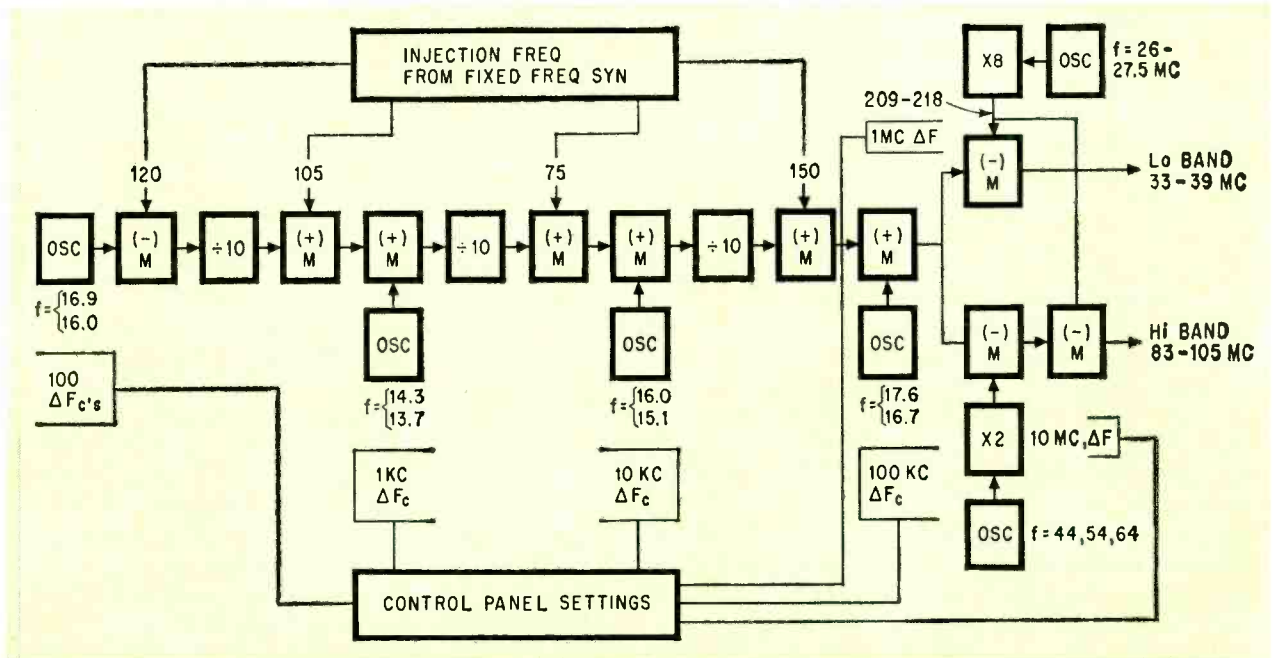 INJECTION FREQ
FROM FIXED FREQ SYN
X8
OSC
f=26-
27.5 MC
209-218
1MC ΔF
120
105
75
150
(-)
M
Lo BAND
33-39 MC
OSC
(-)
M
÷10
(+)
M
(+)
M
÷10
(+)
M
(+)
M
÷10
(+)
M
(+)
M
f={16.9
16.0
OSC
OSC
OSC
(-)
M
(-)
M
Hi BAND
83-105 MC
100
ΔFc's
f={14.3
13.7
f={16.0
15.1
f={17.6
16.7
X2
10 MC, ΔF
1KC
ΔFc
10 KC
ΔFc
100 KC
ΔFc
OSC
f=44,54,64
CONTROL PANEL SETTINGS